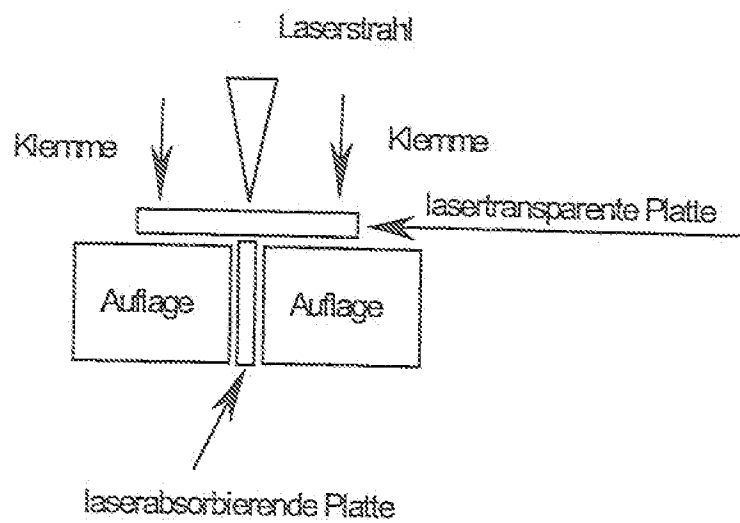 Laserstrahl
Klemme
Klemme
lasertransparente Platte
Auflage
Auflage
laserabsorbierende Platte